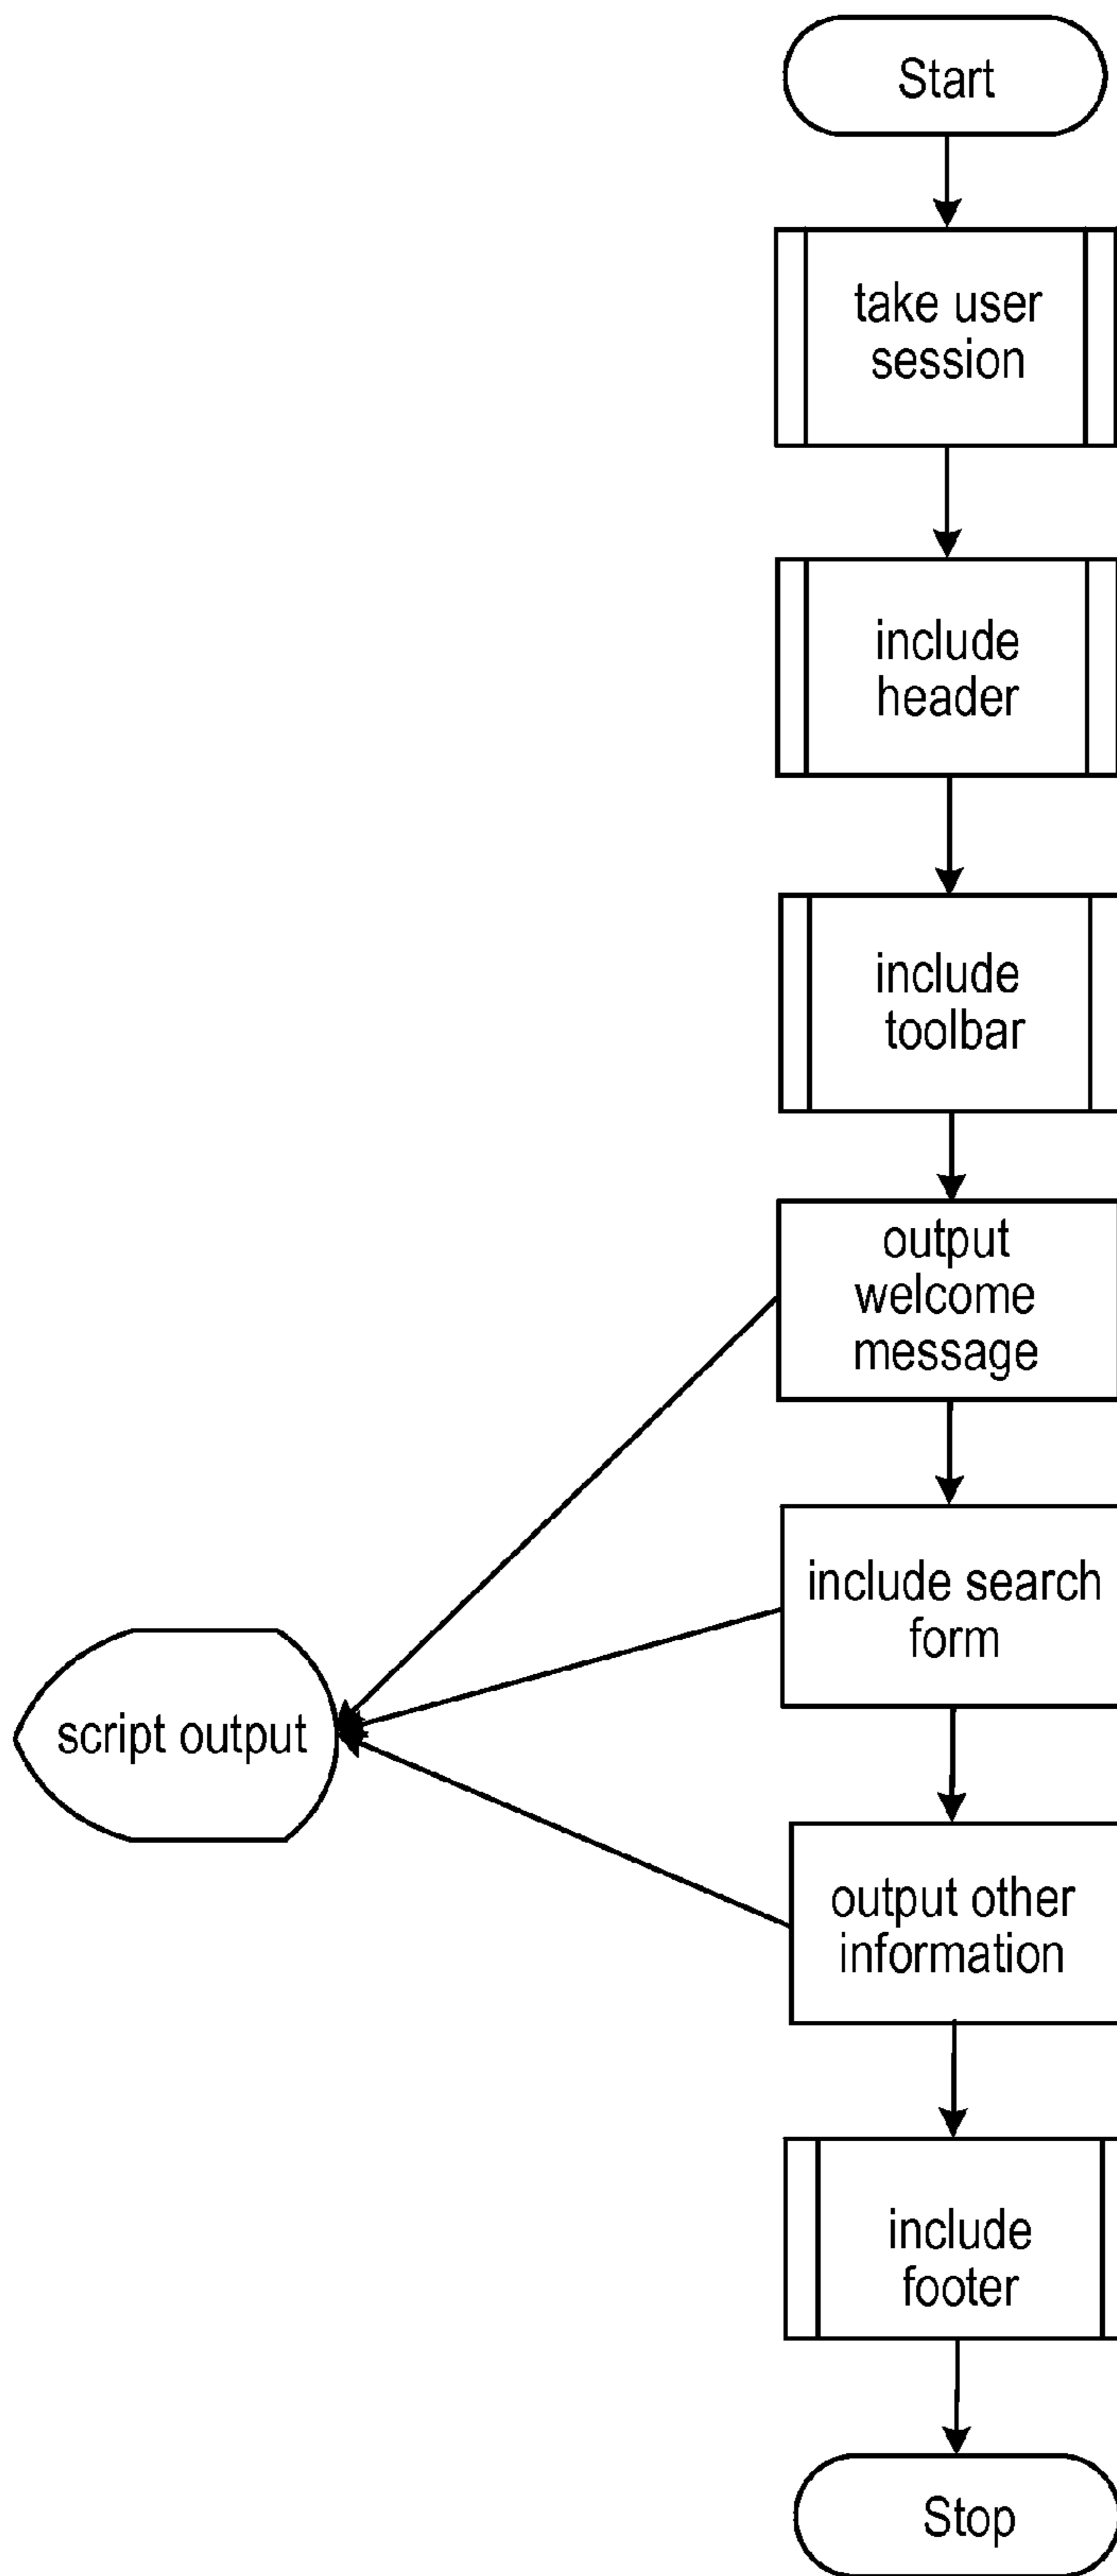 Start
take user
session
include
header
include
toolbar
output
welcome
message
include search
form
script output
output other
information
include
footer
Stop